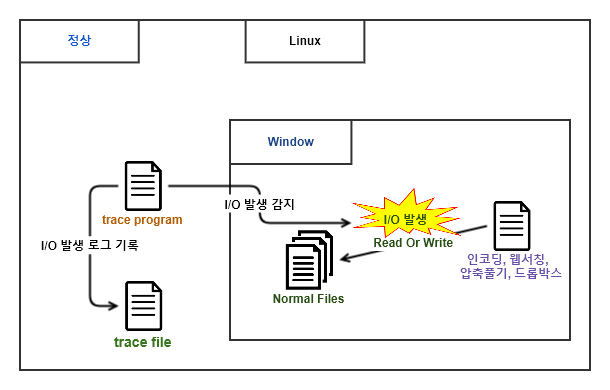 정상
Linux
Window
trace program
I/O 발생 감지
I/O 발생
Read Or Write
I/O 발생 로그 기록
Normal Files
인코딩, 웹서칭,
압축풀기, 드롭박스
trace file